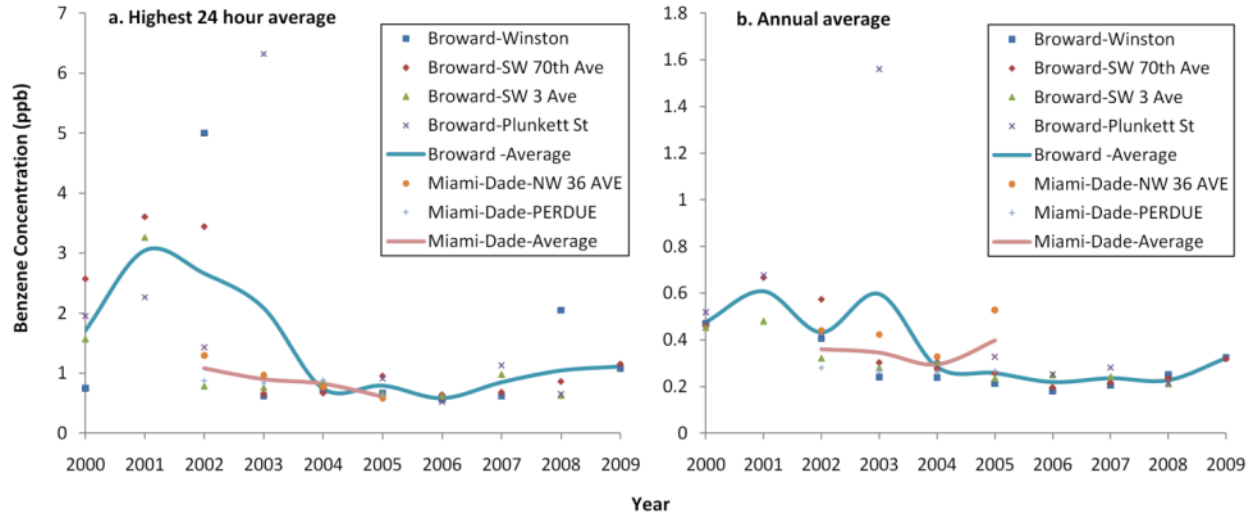 a. Highest 24 hour average
Benzene Concentration (ppb)
7
6
5
4
3
2
1
0
Broward-Winston
Broward-SW 70th Ave
Broward-SW 3 Ave
Broward-Plunkett St
Broward -Average
Miami-Dade-NW 36 AVE
Miami-Dade-PERDUE
Miami-Dade-Average
2000 2001 2002 2003 2004 2005 2006 2007 2008 2009
b. Annual average
1.8
1.6
1.4
1.2
1
0.8
0.6
0.4
0.2
0
Broward-Winston
Broward-SW 70th Ave
Broward-SW 3 Ave
Broward-Plunkett St
Broward -Average
Miami-Dade-NW 36 AVE
Miami-Dade-PERDUE
Miami-Dade-Average
2000 2001 2002 2003 2004 2005 2006 2007 2008 2009
Year